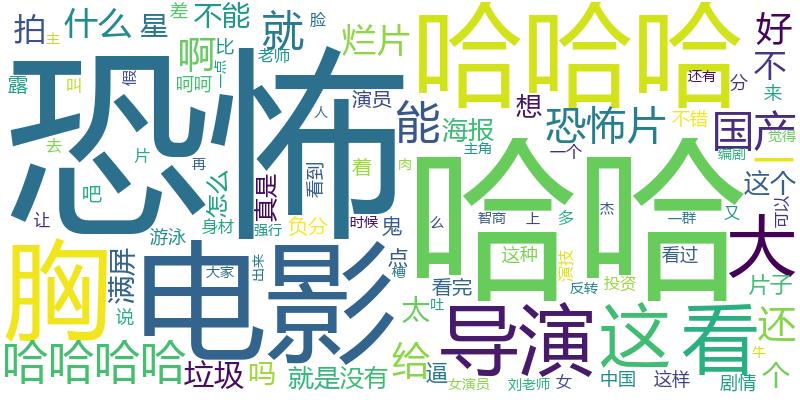 恐怖
哈哈哈
哈哈
电影
胸
导演
这
看
大
哈哈哈哈
恐怖片
国产
能
就
好
不
一
还
个
给
太
拍
什么
星
差
不能
脸
啊
比
一点
老师
呵呵
烂片
主
露
叫
假
演员
想
海报
还有
分
来
不错
觉得
编剧
这个
可以
主角
一个
去
片
再
人
看到
着
肉
吧
怎么
真是
让
身材
强行
负分
时候
鬼
么
智商
上
多
杰
一群
又
游泳
满屏
说
大家
出来
点
槽
看完
吐
这种
演技
反转
投资
看过
片子
牛
垃圾
吗
就是
没有
逼
女演员
刘老师
女
中国
这样
剧情